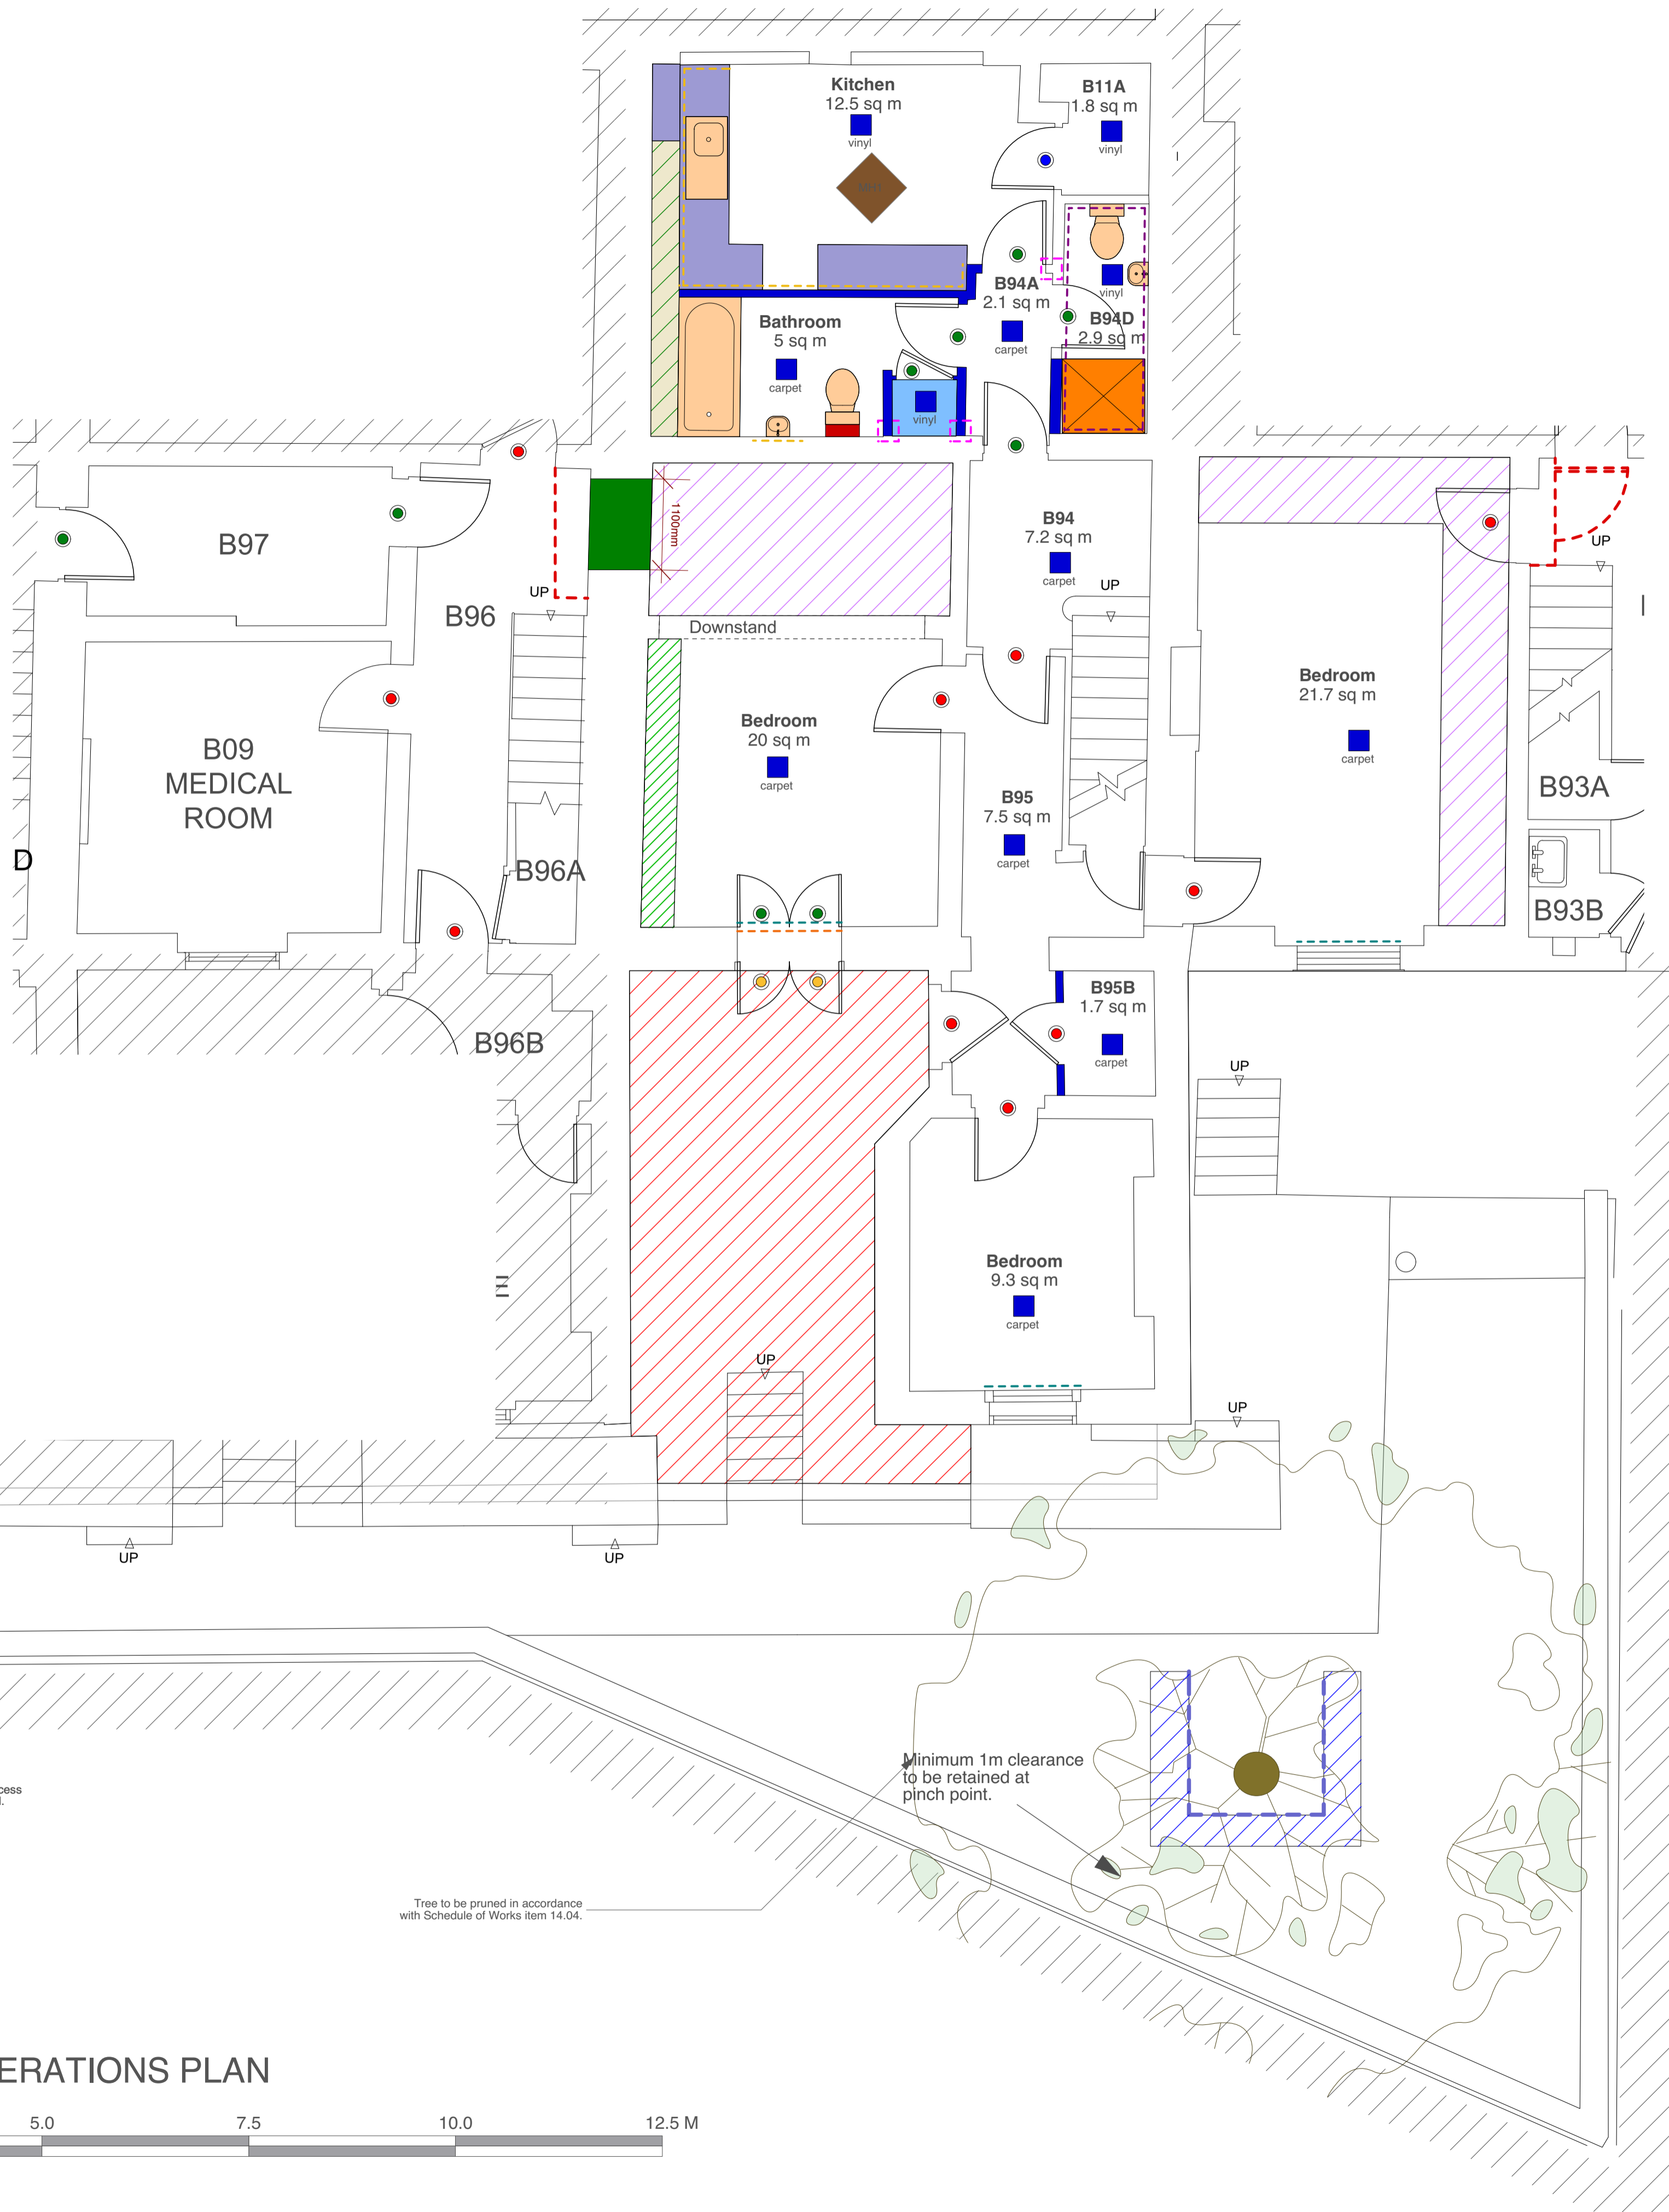 Kitchen
12.5 sq m
vinyl
MH1
B11A
1.8 sq m
vinyl
vinyl
B94A
2.1 sq m
carpet
B94D
2.9 sq m
Bathroom
5 sq m
carpet
vinyl
1100mm
B97
UP
B96
Downstand
B94
7.2 sq m
carpet
UP
UP
Bedroom
20 sq m
carpet
Bedroom
21.7 sq m
carpet
B09
MEDICAL
ROOM
B95
7.5 sq m
carpet
D
B96A
B93A
B93B
B96B
B95B
1.7 sq m
carpet
UP
Bedroom
9.3 sq m
carpet
UP
UP
UP
UP
Minimum 1m clearance
to be retained at
pinch point.
cess
Tree to be pruned in accordance
with Schedule of Works item 14.04.
ERATIONS PLAN
5.0 7.5 10.0 12.5 M